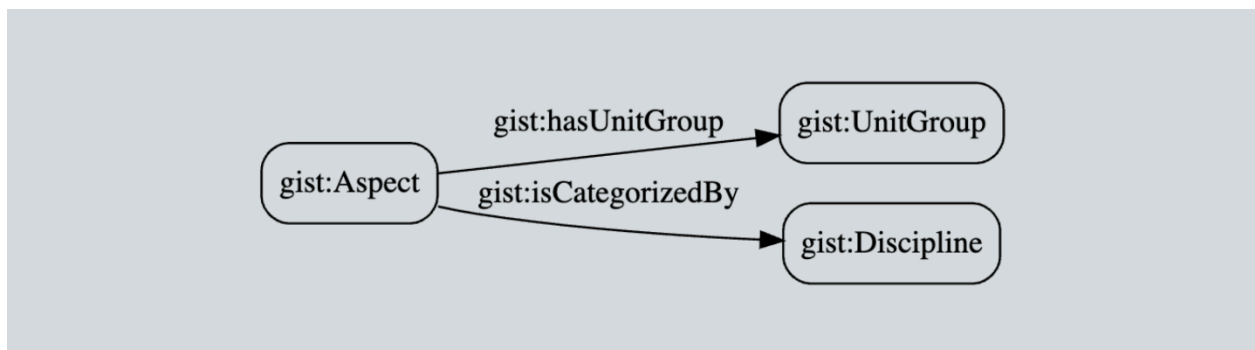 gist:hasUnitGroup
gist:UnitGroup
gist:Aspect
gist:isCategorizedBy
gist:Discipline